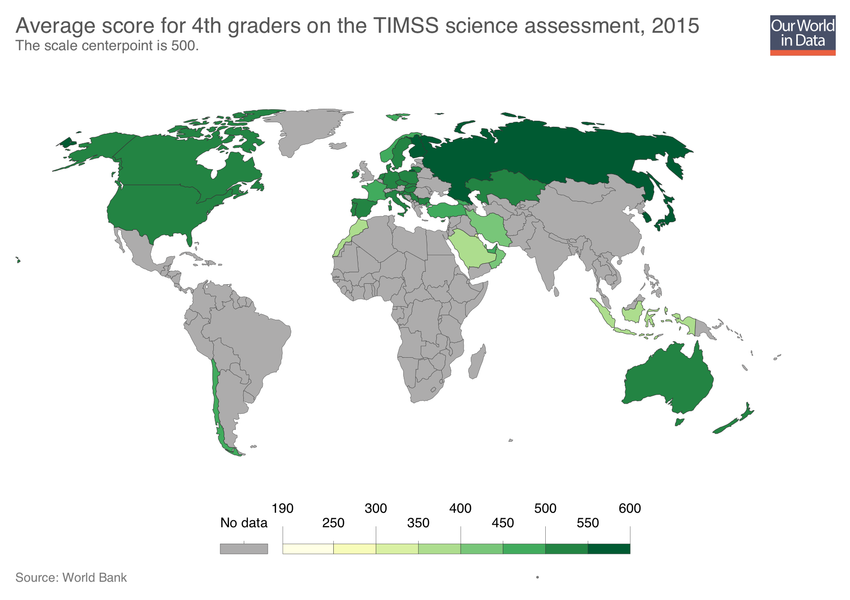 Average score for 4th graders on the TIMSS science assessment, 2015
The scale centerpoint is 500.
Our World
in Data
No data
190
250
300
350
400
450
500
550
600
Source: World Bank